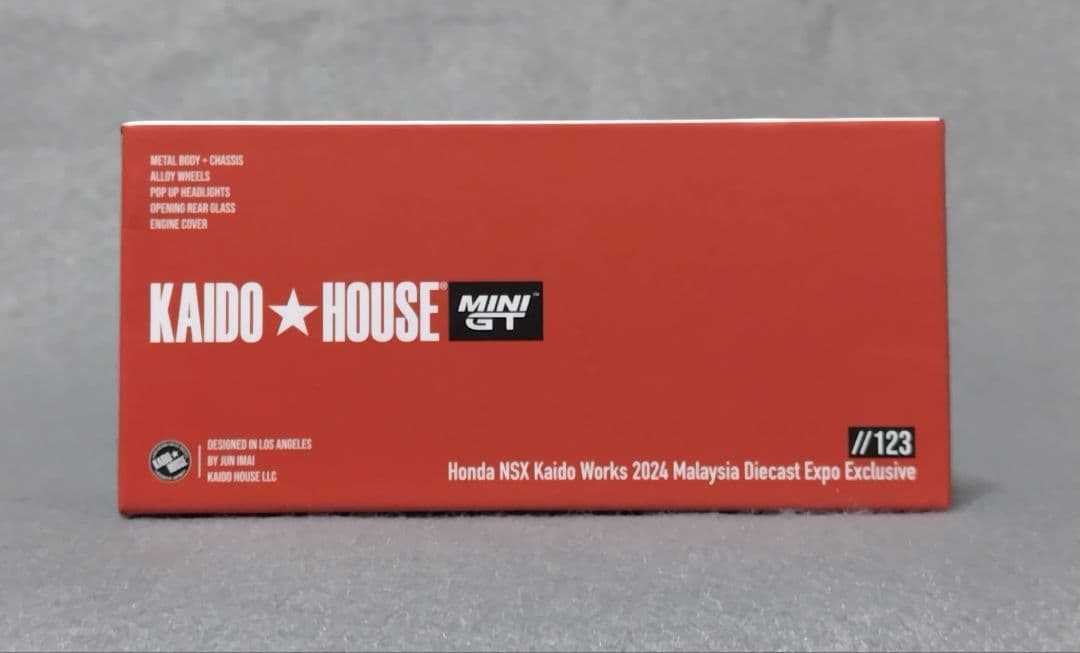 METAL BODY + CHASSIS
ALLOY WHEELS
POP UP HEADLIGHTS
OPENING REAR GLASS
ENGINE COVER
KAIDO★HOUSE®
MINI GT™
DESIGNED IN LOS ANGELES
BY JUN IMAI
KAIDO HOUSE LLC
//123
Honda NSX Kaido Works 2024 Malaysia Diecast Expo Exclusive